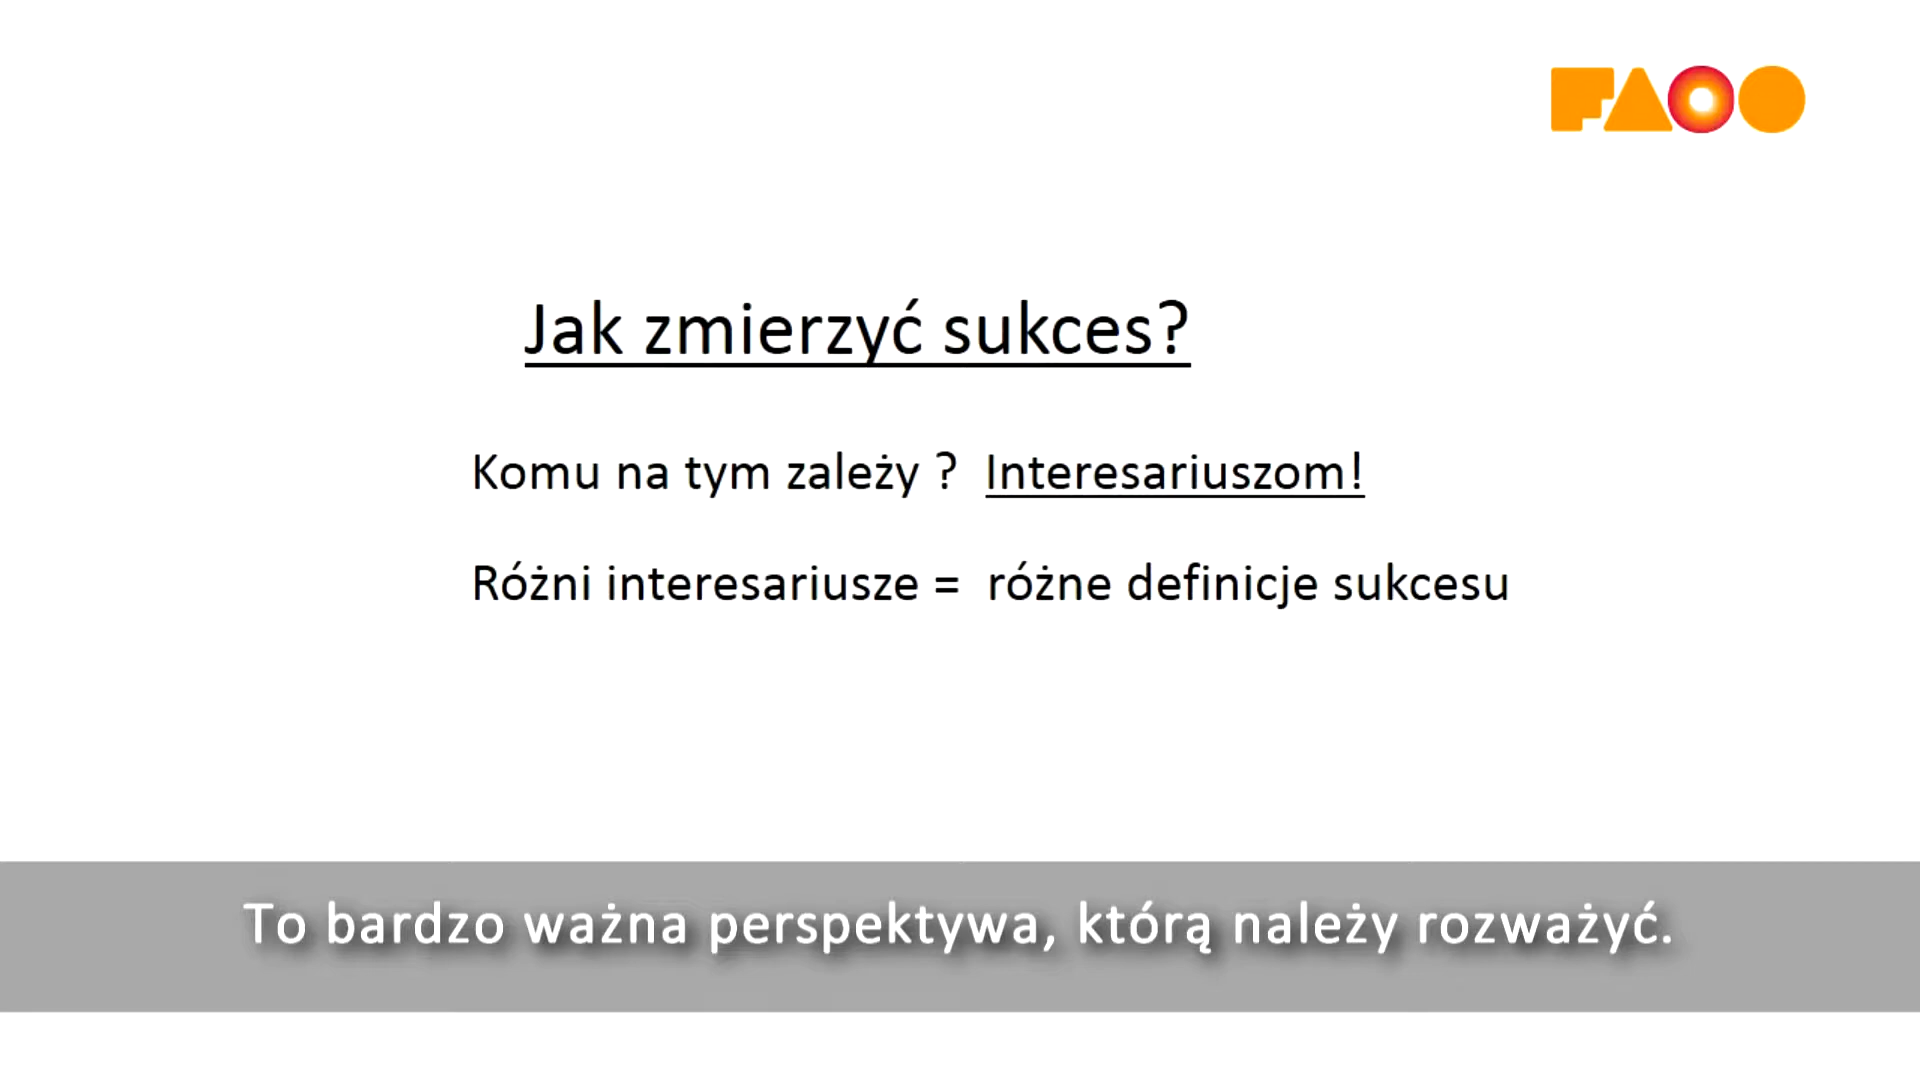 FAOO
Jak zmierzyć sukces?
Komu na tym zależy ? Interesariuszom!
Różni interesariusze = różne definicje sukcesu
To bardzo ważna perspektywa, którą należy rozważyć.